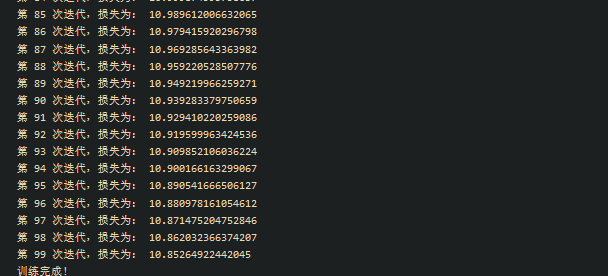 第 85 次迭代，损失为： 10.989612006632065
第 86 次迭代，损失为： 10.979415920296798
第 87 次迭代，损失为： 10.969285643363982
第 88 次迭代，损失为： 10.959220528507776
第 89 次迭代，损失为： 10.949219966259271
第 90 次迭代，损失为： 10.939283379750659
第 91 次迭代，损失为： 10.929410220259086
第 92 次迭代，损失为： 10.919599963424536
第 93 次迭代，损失为： 10.909852106036224
第 94 次迭代，损失为： 10.900166163299067
第 95 次迭代，损失为： 10.890541666506127
第 96 次迭代，损失为： 10.880978161054612
第 97 次迭代，损失为： 10.871475204752846
第 98 次迭代，损失为： 10.862032366374207
第 99 次迭代，损失为： 10.85264922442045
训练完成！